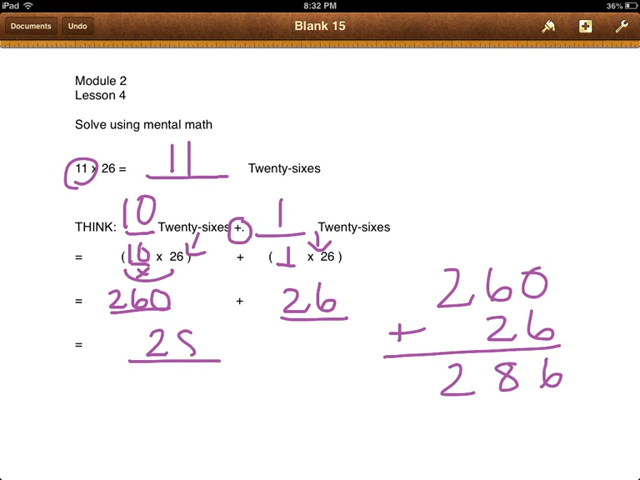 iPad 8:32 PM 36%
Documents Undo Blank 15
Module 2
Lesson 4
Solve using mental math
11 x 26 = 11 Twenty-sixes
THINK: 10 Twenty-sixes +. 1 Twenty-sixes
= (10 x 26 ) + ( 1 x 26 )
x
= 260 + 26
= 28
260
+ 26
286